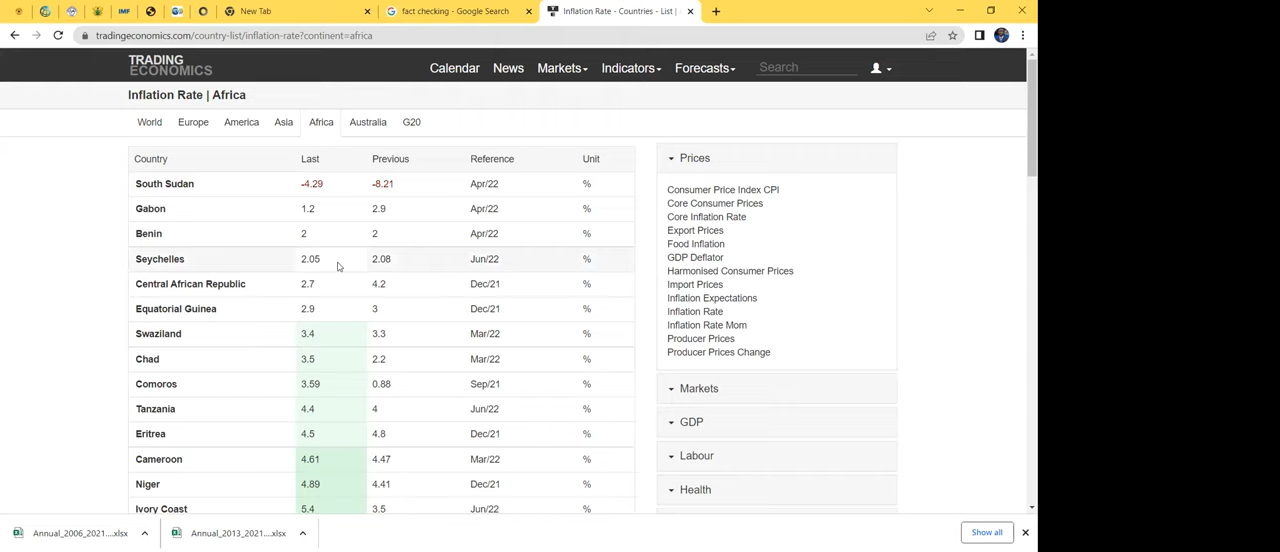 IMF New Tab fact checking - Google Search Inflation Rate - Countries - List |
tradingeconomics.com/country-list/inflation-rate?continent=africa
TRADING
ECONOMICS
Calendar News Markets Indicators Forecasts Search
Inflation Rate | Africa
World Europe America Asia Africa Australia G20
Country Last Previous Reference Unit
South Sudan -4.29 -8.21 Apr/22 %
Gabon 1.2 2.9 Apr/22 %
Benin 2 2 Apr/22 %
Seychelles 2.05 2.08 Jun/22 %
Central African Republic 2.7 4.2 Dec/21 %
Equatorial Guinea 2.9 3 Dec/21 %
Swaziland 3.4 3.3 Mar/22 %
Chad 3.5 2.2 Mar/22 %
Comoros 3.59 0.88 Sep/21 %
Tanzania 4.4 4 Jun/22 %
Eritrea 4.5 4.8 Dec/21 %
Cameroon 4.61 4.47 Mar/22 %
Niger 4.89 4.41 Dec/21 %
Ivory Coast 5.4 3.5 Jun/22 %
Prices
Consumer Price Index CPI
Core Consumer Prices
Core Inflation Rate
Export Prices
Food Inflation
GDP Deflator
Harmonised Consumer Prices
Import Prices
Inflation Expectations
Inflation Rate
Inflation Rate Mom
Producer Prices
Producer Prices Change
Markets
GDP
Labour
Health
Annual_2006_2021....xlsx Annual_2013_2021....xlsx Show all